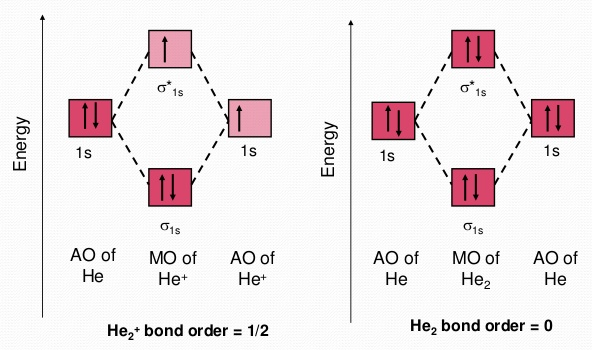 Energy
σ*1s
1s
1s
σ1s
AO of
He
MO of
He+
AO of
He+
He2+ bond order = 1/2
Energy
σ*1s
1s
1s
σ1s
AO of
He
MO of
He2
AO of
He
He2 bond order = 0